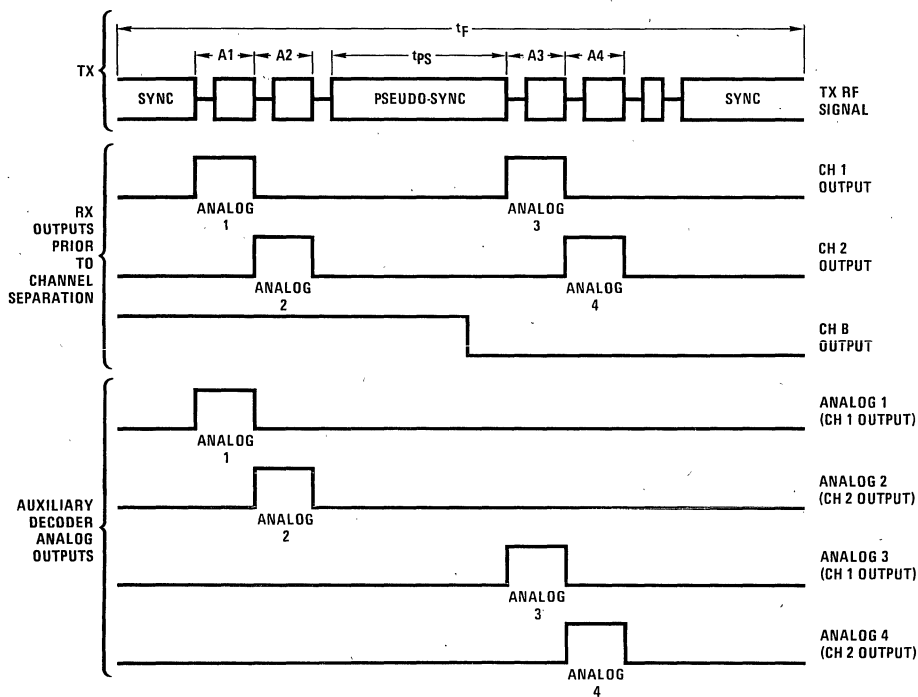 tF
A1
A2
tPS
A3
A4
TX
SYNC
PSEUDO-SYNC
SYNC
TX RF
SIGNAL
RX
OUTPUTS
PRIOR
TO
CHANNEL
SEPARATION
ANALOG
1
ANALOG
3
CH 1
OUTPUT
ANALOG
2
ANALOG
4
CH 2
OUTPUT
CH B
OUTPUT
AUXILIARY
DECODER
ANALOG
OUTPUTS
ANALOG
1
ANALOG 1
(CH 1 OUTPUT)
ANALOG
2
ANALOG 2
(CH 2 OUTPUT)
ANALOG
3
ANALOG 3
(CH 1 OUTPUT)
ANALOG
4
ANALOG 4
(CH 2 OUTPUT)